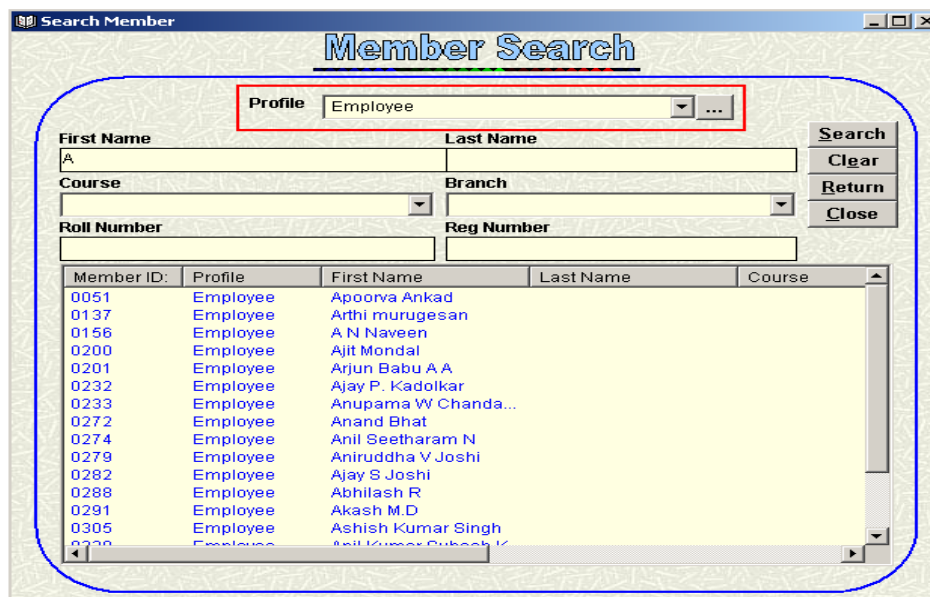 Search Member
Member Search
Profile Employee ...
First Name Last Name
A
Course Branch
Roll Number Reg Number
Search
Clear
Return
Close
Member ID: Profile First Name Last Name Course
0051 Employee Apoorva Ankad
0137 Employee Arthi murugesan
0156 Employee A N Naveen
0200 Employee Ajit Mondal
0201 Employee Arjun Babu A A
0232 Employee Ajay P. Kadolkar
0233 Employee Anupama W Chanda...
0272 Employee Anand Bhat
0274 Employee Anil Seetharam N
0279 Employee Aniruddha V Joshi
0282 Employee Ajay S Joshi
0288 Employee Abhilash R
0291 Employee Akash M.D
0305 Employee Ashish Kumar Singh
Employee Anil Kumar